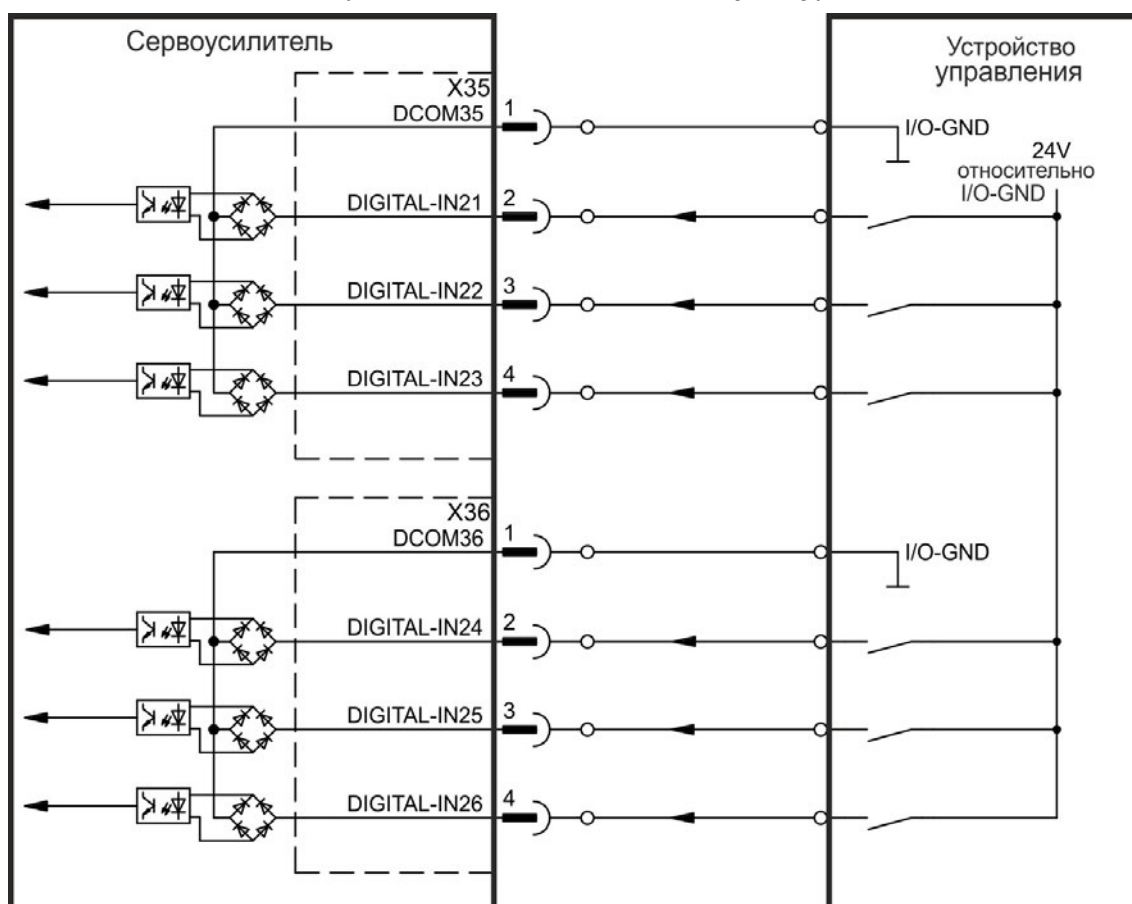 Сервоусилитель
Устройство
управления
X35
DCOM35
1
I/O-GND
24V
относительно
I/O-GND
DIGITAL-IN21
2
DIGITAL-IN22
3
DIGITAL-IN23
4
X36
DCOM36
1
I/O-GND
DIGITAL-IN24
2
DIGITAL-IN25
3
DIGITAL-IN26
4